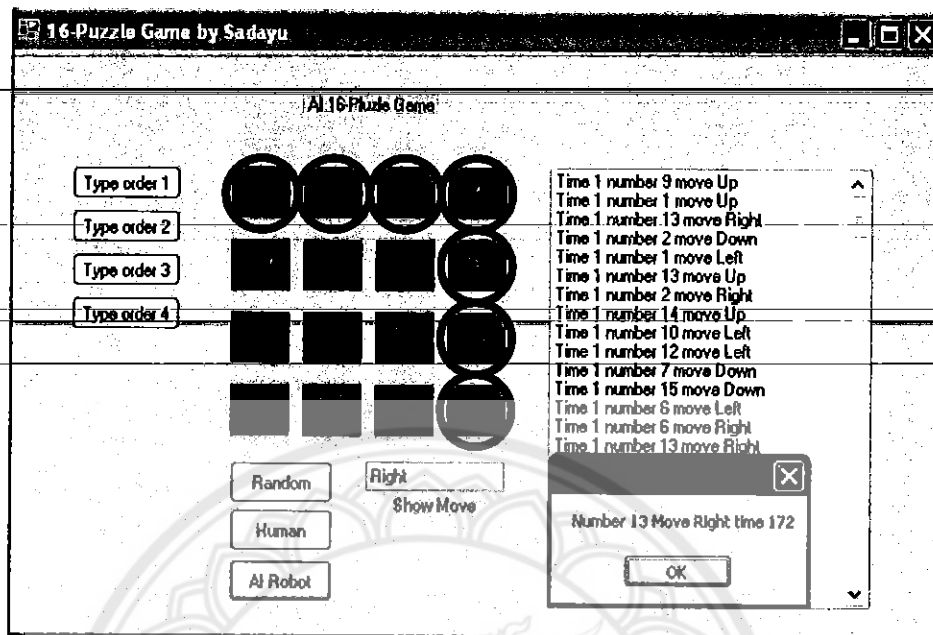 16-Puzzle Game by Sadayu
AI 16-Pluzle Game
Type order 1
Type order 2
Type order 3
Type order 4
Time 1 number 9 move Up
Time 1 number 1 move Up
Time 1 number 13 move Right
Time 1 number 2 move Down
Time 1 number 1 move Left
Time 1 number 13 move Up
Time 1 number 2 move Right
Time 1 number 14 move Up
Time 1 number 10 move Left
Time 1 number 12 move Left
Time 1 number 7 move Down
Time 1 number 15 move Down
Time 1 number 6 move Left
Time 1 number 6 move Right
Time 1 number 13 move Right
Random
Human
AI Robot
Right
Show Move
Number 13 Move Right time 172
OK